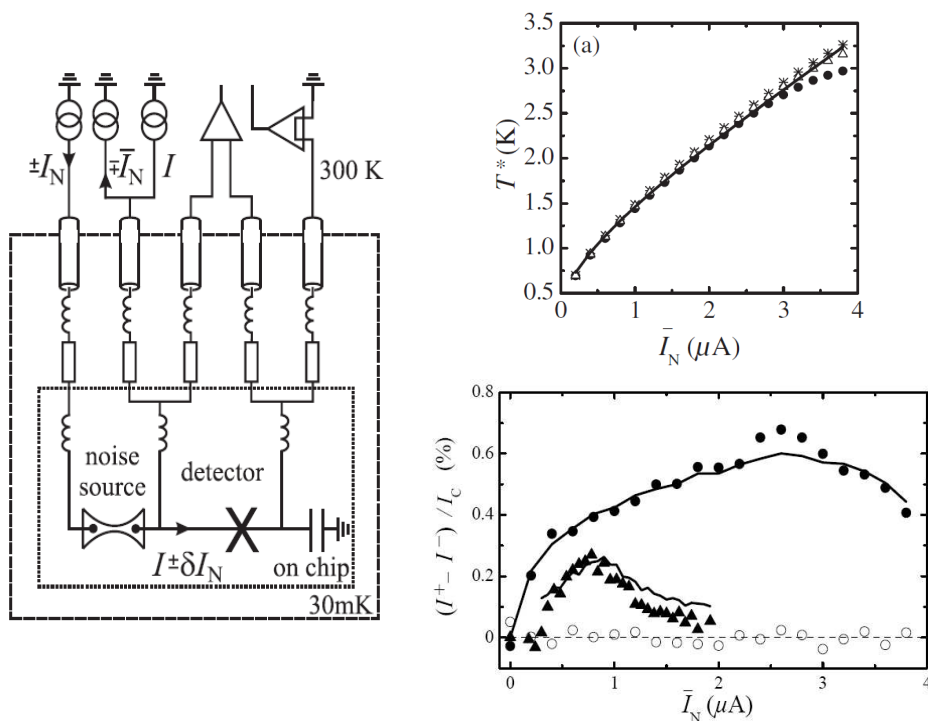 ±I_N
∓Ī_N
I
300 K
noise
source
detector
I±δI_N
on chip
30mK
(a)
T* (K)
3.5
3.0
2.5
2.0
1.5
1.0
0.5
0
2
4
Ī_N (μA)
(I⁺– I⁻) / I_C (%)
0.8
0.6
0.4
0.2
0
0
1
2
3
4
Ī_N (μA)